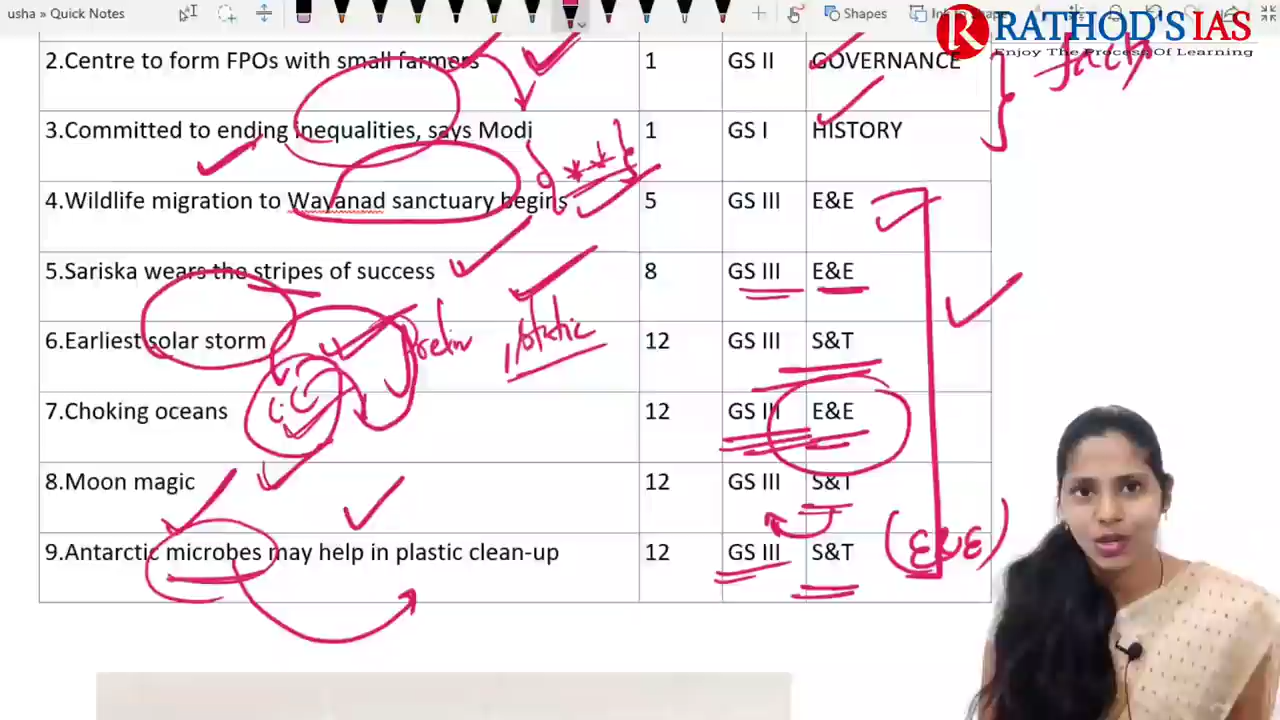 usha » Quick Notes
Shapes
RATHOD'S IAS
Enjoy The Process Of Learning
2.Centre to form FPOs with small farmers 1 GS II GOVERNANCE
3.Committed to ending inequalities, says Modi 1 GS I HISTORY
4.Wildlife migration to Wayanad sanctuary begins 5 GS III E&E
5.Sariska wears the stripes of success 8 GS III E&E
6.Earliest solar storm 12 GS III S&T
static
7.Choking oceans 12 GS III E&E
8.Moon magic 12 GS III S&T
9.Antarctic microbes may help in plastic clean-up 12 GS III S&T
(E&E)